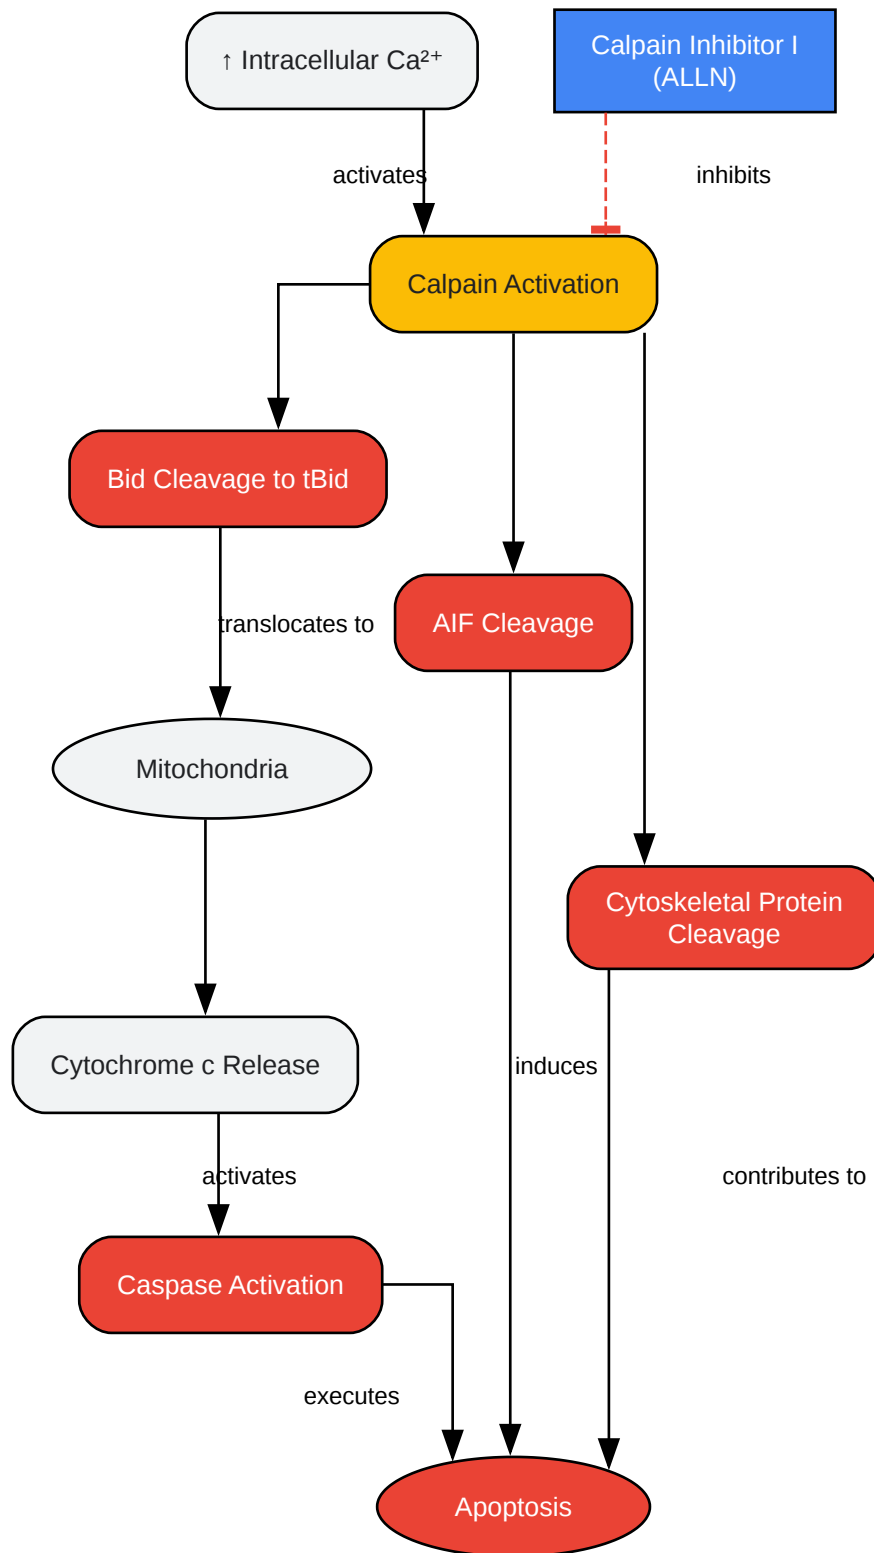 ↑ Intracellular Ca²⁺
Calpain Inhibitor I
(ALLN)
activates
inhibits
Calpain Activation
Bid Cleavage to tBid
translocates to
AIF Cleavage
Mitochondria
Cytoskeletal Protein
Cleavage
Cytochrome c Release
induces
activates
contributes to
Caspase Activation
executes
Apoptosis